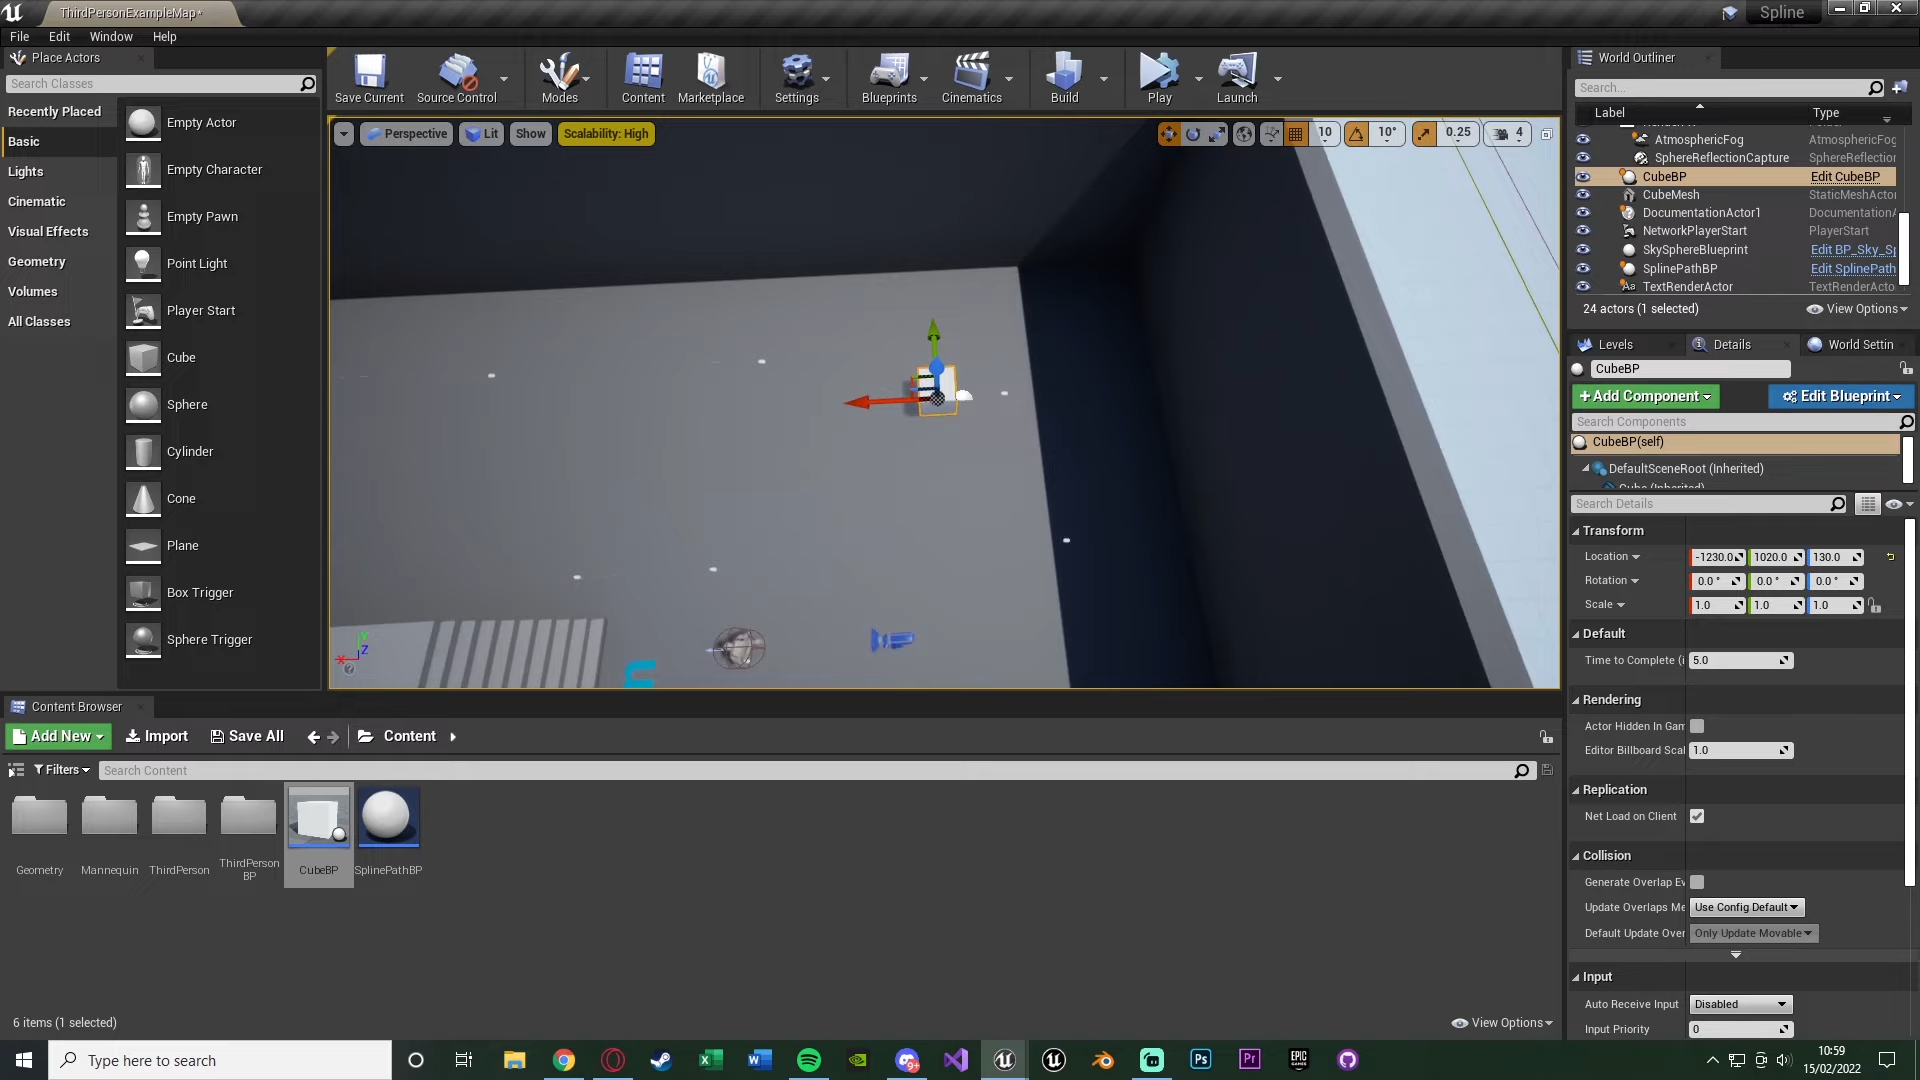 ThirdPersonExampleMap*
Spline
File
Edit
Window
Help
Place Actors
Search Classes
Recently Placed
Basic
Lights
Cinematic
Visual Effects
Geometry
Volumes
All Classes
Empty Actor
Empty Character
Empty Pawn
Point Light
Player Start
Cube
Sphere
Cylinder
Cone
Plane
Box Trigger
Sphere Trigger
Save Current
Source Control
Modes
Content
Marketplace
Settings
Blueprints
Cinematics
Build
Play
Launch
Perspective
Lit
Show
Scalability: High
10
10°
0.25
4
World Outliner
Search...
Label
Type
AtmosphericFog
AtmosphericFog
SphereReflectionCapture
SphereReflection
CubeBP
Edit CubeBP
CubeMesh
StaticMeshActor
DocumentationActor1
DocumentationA
NetworkPlayerStart
PlayerStart
SkySphereBlueprint
Edit BP_Sky_Sp
SplinePathBP
Edit SplinePath
TextRenderActor
TextRenderActo
24 actors (1 selected)
View Options
Levels
Details
World Settin
CubeBP
Add Component
Edit Blueprint
Search Components
CubeBP(self)
DefaultSceneRoot (Inherited)
Cube (Inherited)
Search Details
Transform
Location
-1230.0
1020.0
130.0
Rotation
0.0 °
0.0 °
0.0 °
Scale
1.0
1.0
1.0
Default
Time to Complete (i
5.0
Rendering
Actor Hidden In Gam
Editor Billboard Scal
1.0
Replication
Net Load on Client
Collision
Generate Overlap Ev
Update Overlaps Me
Use Config Default
Default Update Over
Only Update Movable
Input
Auto Receive Input
Disabled
Input Priority
0
Content Browser
Add New
Import
Save All
Content
Filters
Search Content
Geometry
Mannequin
ThirdPerson
ThirdPerson
BP
CubeBP
SplinePathBP
6 items (1 selected)
View Options
Type here to search
10:59
15/02/2022